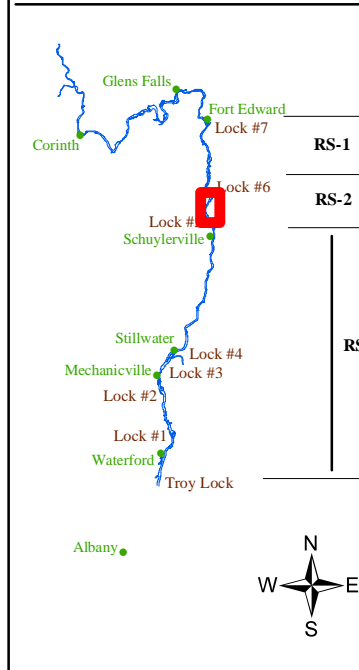 Glens Falls
Fort Edward
Lock #7
Corinth
RS-1
Lock #6
RS-2
Lock #
Schuylerville
Stillwater
Lock #4
RS
Mechanicville
Lock #3
Lock #2
Lock #1
Waterford
Troy Lock
Albany
N
W
E
S